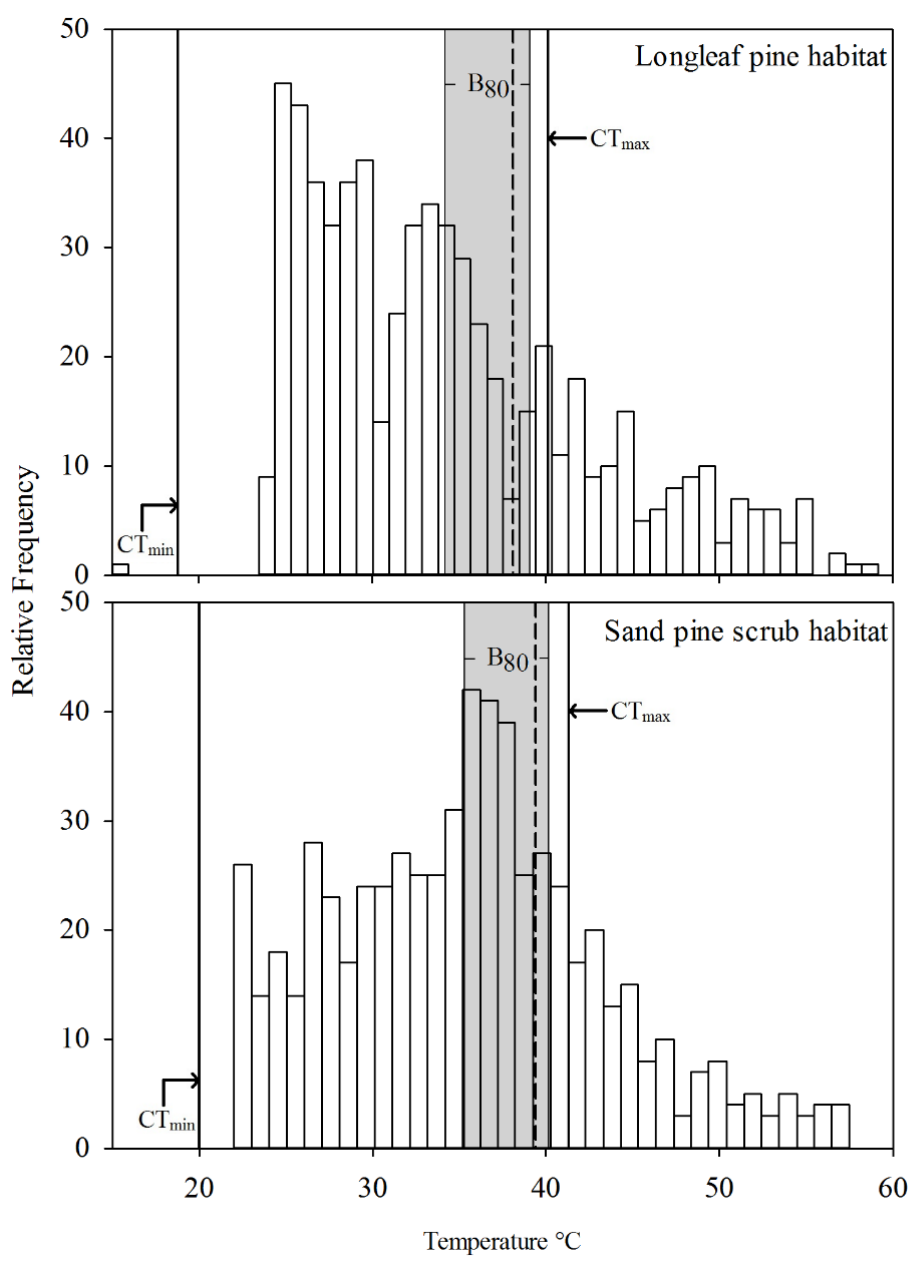 50
Longleaf pine habitat
B80
40
CTmax
30
20
10
CTmin
0
Relative Frequency
50
Sand pine scrub habitat
B80
40
CTmax
30
20
10
CTmin
0
20 30 40 50 60
Temperature °C